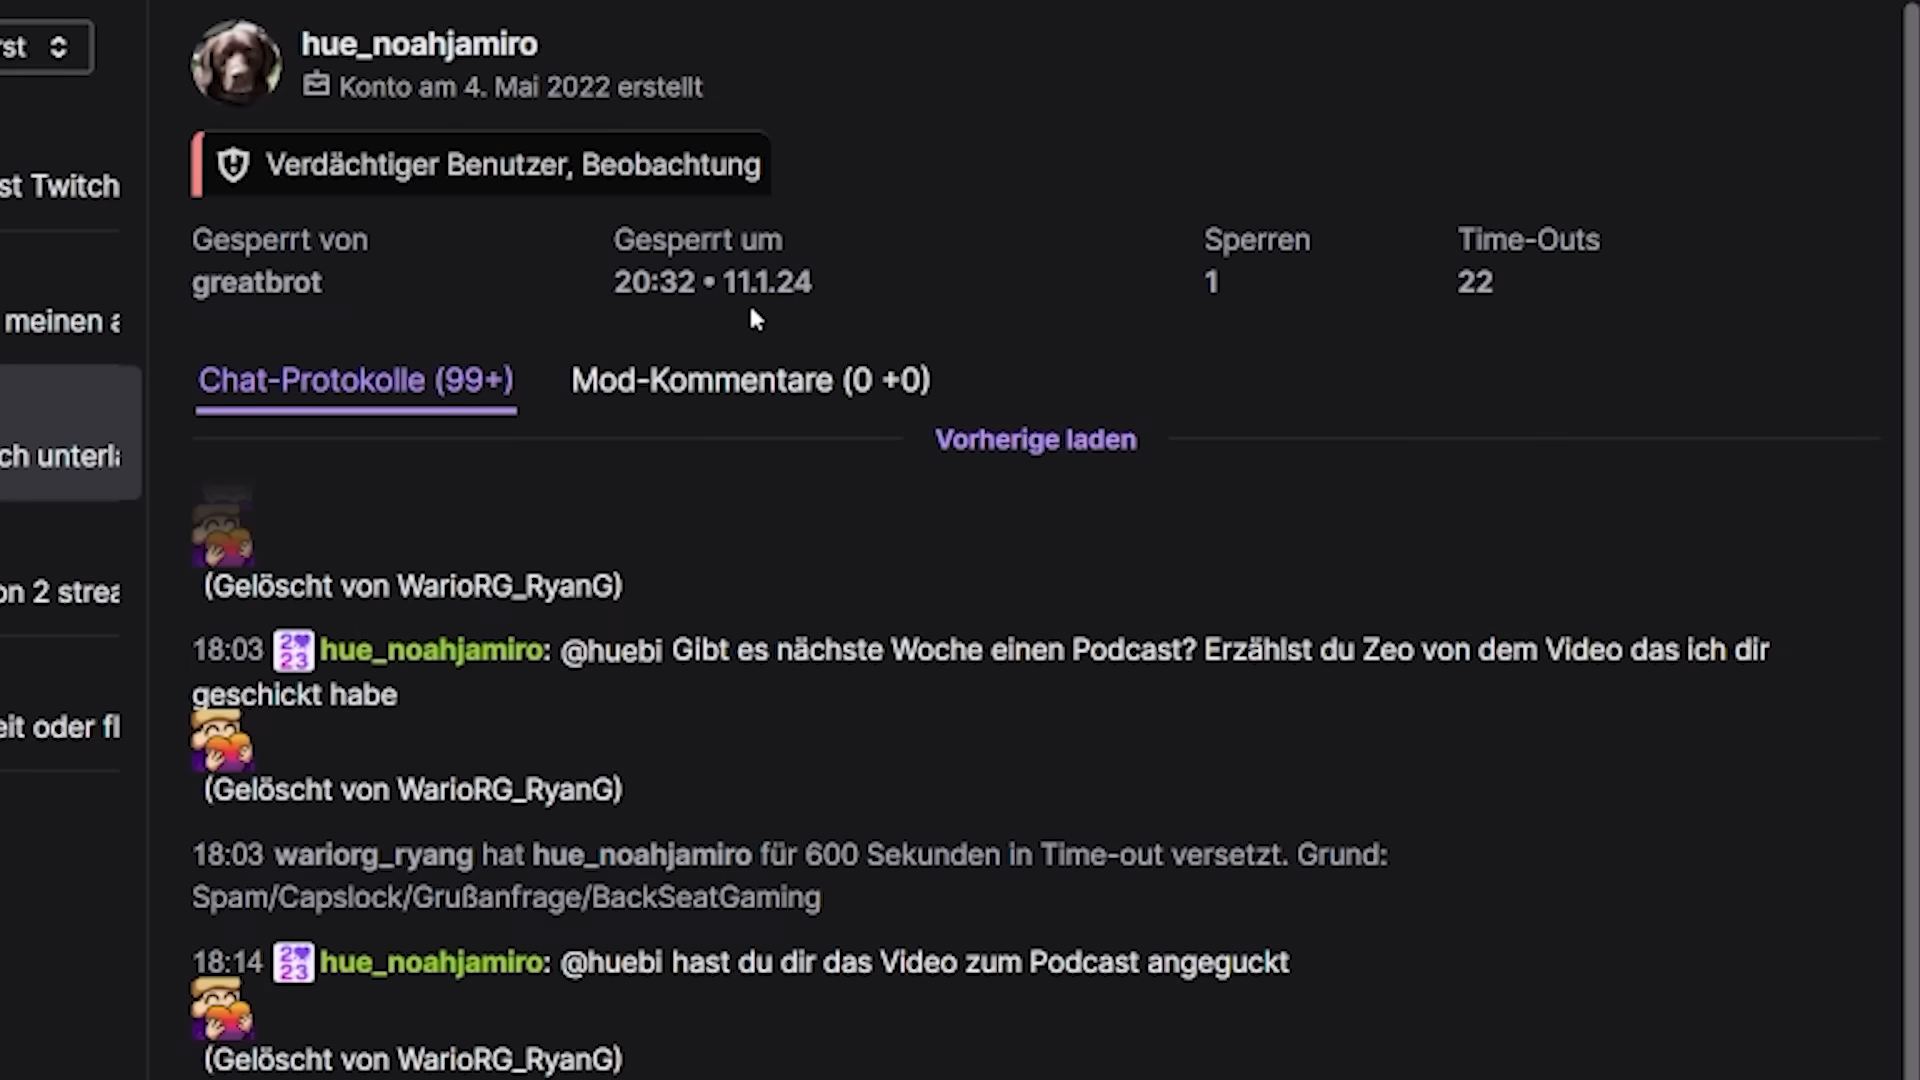 rst
hue_noahjamiro
Konto am 4. Mai 2022 erstellt
Verdächtiger Benutzer, Beobachtung
st Twitch
Gesperrt von
Gesperrt um
Sperren
Time-Outs
greatbrot
20:32 • 11.1.24
1
22
meinen a
Chat-Protokolle (99+)
Mod-Kommentare (0 +0)
Vorherige laden
ch unterla
(Gelöscht von WarioRG_RyanG)
on 2 strea
18:03 hue_noahjamiro: @huebi Gibt es nächste Woche einen Podcast? Erzählst du Zeo von dem Video das ich dir
geschickt habe
eit oder fl
(Gelöscht von WarioRG_RyanG)
18:03 wariorg_ryang hat hue_noahjamiro für 600 Sekunden in Time-out versetzt. Grund:
Spam/Capslock/Grußanfrage/BackSeatGaming
18:14 hue_noahjamiro: @huebi hast du dir das Video zum Podcast angeguckt
(Gelöscht von WarioRG_RyanG)